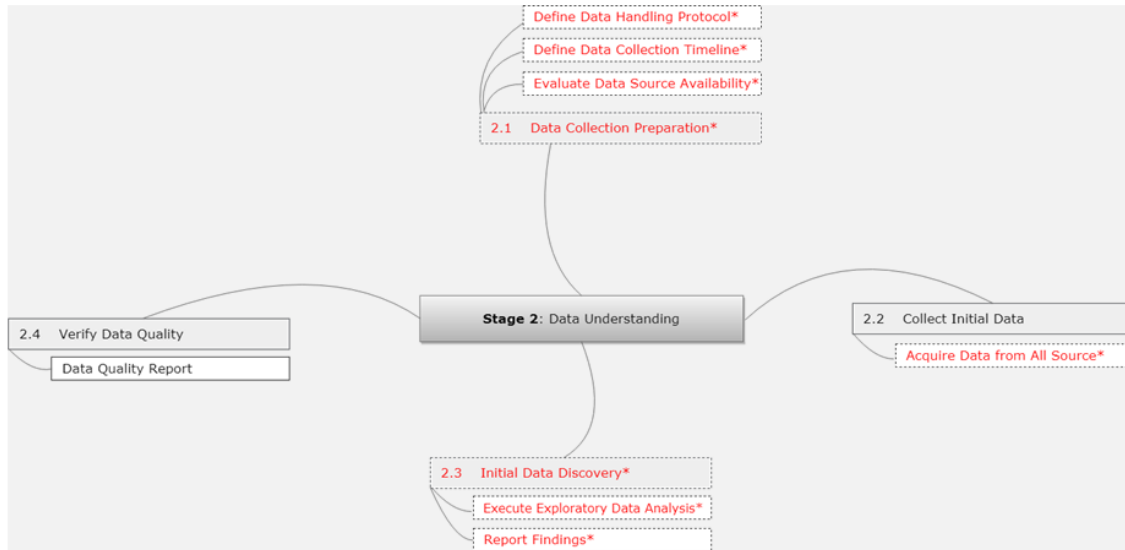 Define Data Handling Protocol*
Define Data Collection Timeline*
Evaluate Data Source Availability*
2.1 Data Collection Preparation*
Stage 2: Data Understanding
2.4 Verify Data Quality
Data Quality Report
2.2 Collect Initial Data
Acquire Data from All Source*
2.3 Initial Data Discovery*
Execute Exploratory Data Analysis*
Report Findings*